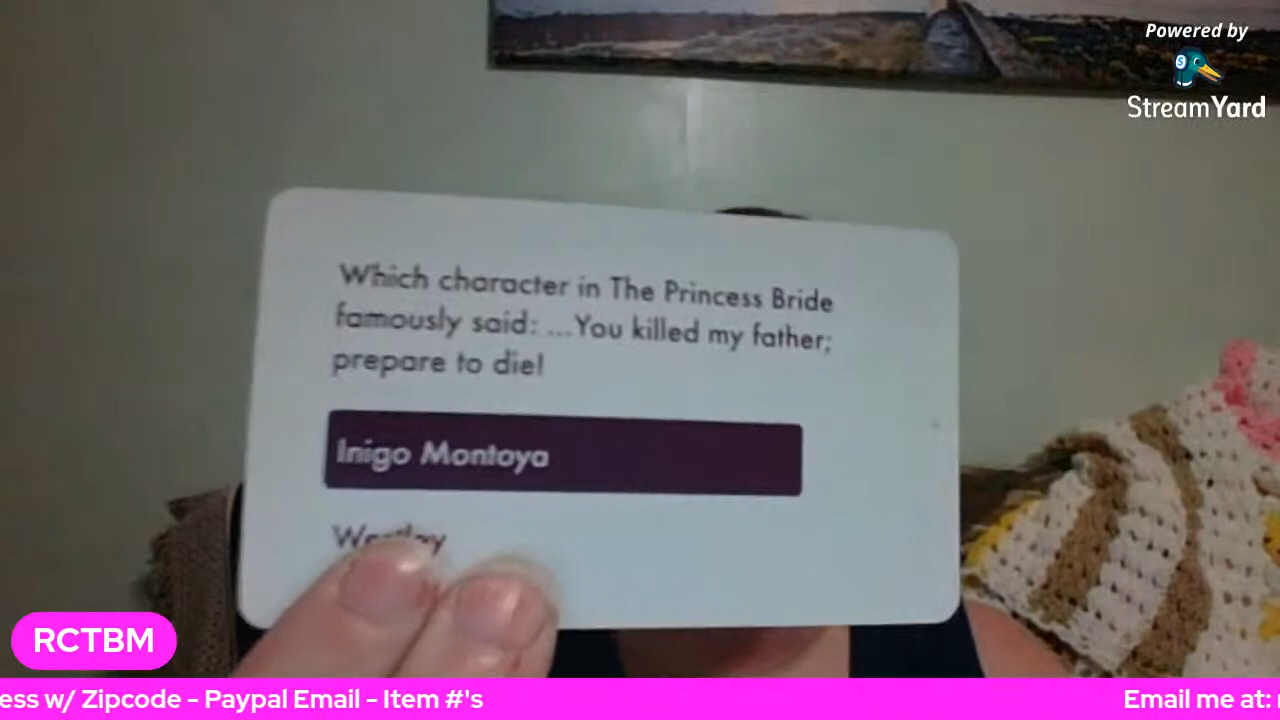 Powered by
StreamYard
Which character in The Princess Bride
famously said: ...You killed my father;
prepare to die!
Inigo Montoya
Westley
RCTBM
ess w/ Zipcode - Paypal Email - Item #'s
Email me at: